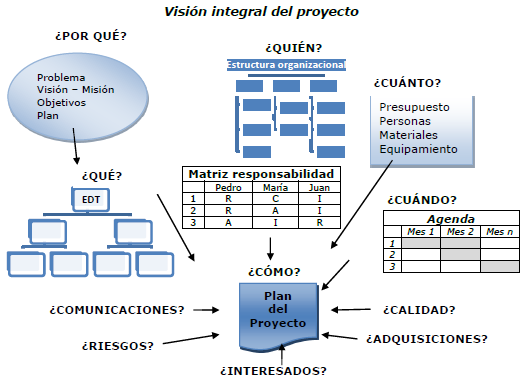 Visión integral del proyecto
¿POR QUÉ?
Problema
Visión – Misión
Objetivos
Plan
¿QUIÉN?
Estructura organizacional
¿CUÁNTO?
Presupuesto
Personas
Materiales
Equipamiento
¿QUÉ?
EDT
Matriz responsabilidad
Pedro María Juan
1 R C I
2 R A I
3 A I R
¿CUÁNDO?
Agenda
Mes 1 Mes 2 Mes n
1
2
3
¿CÓMO?
Plan
del
Proyecto
¿COMUNICACIONES?
¿CALIDAD?
¿RIESGOS?
¿ADQUISICIONES?
¿INTERESADOS?